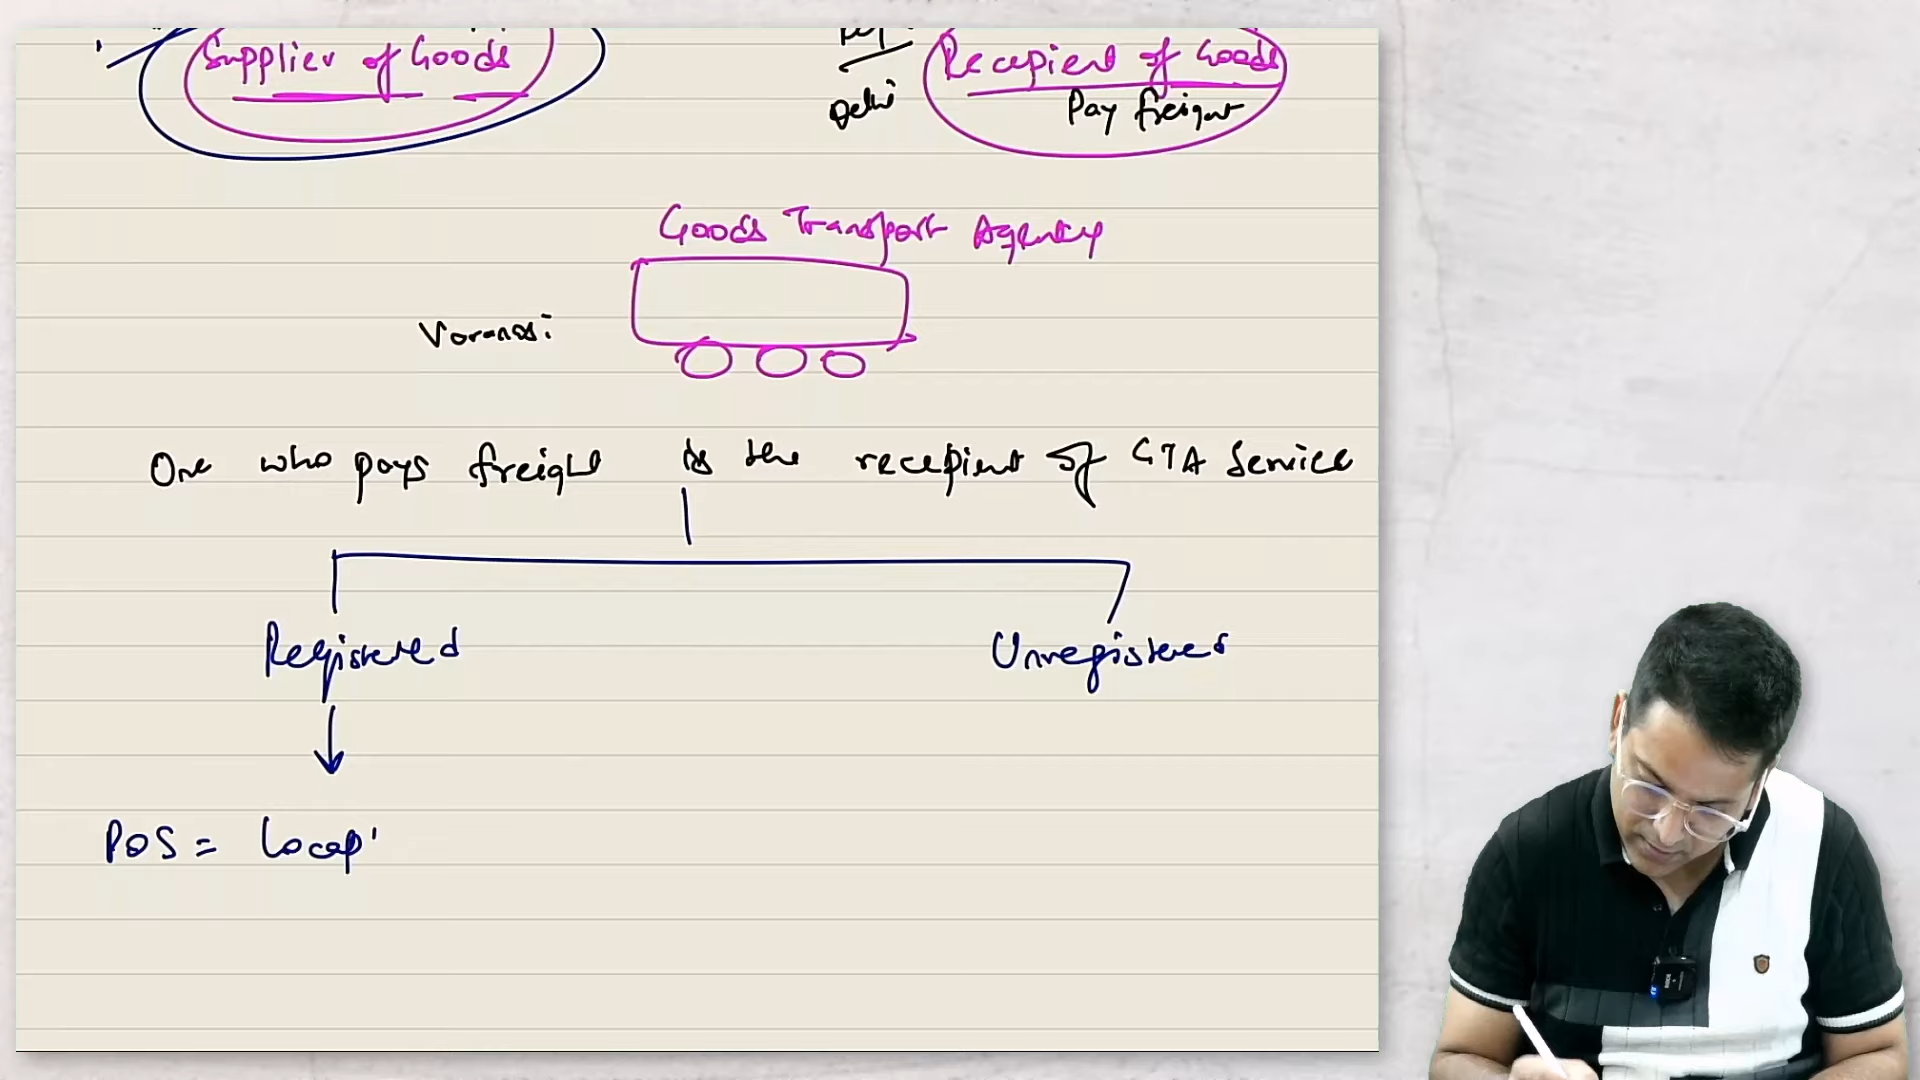 Supplier of Goods
Delhi
Recepient of Goods
Pay freight
Goods Transport Agency
Varanasi
One who pays freight is the recepient of GTA Service
Registered
Unregistered
POS = Locap